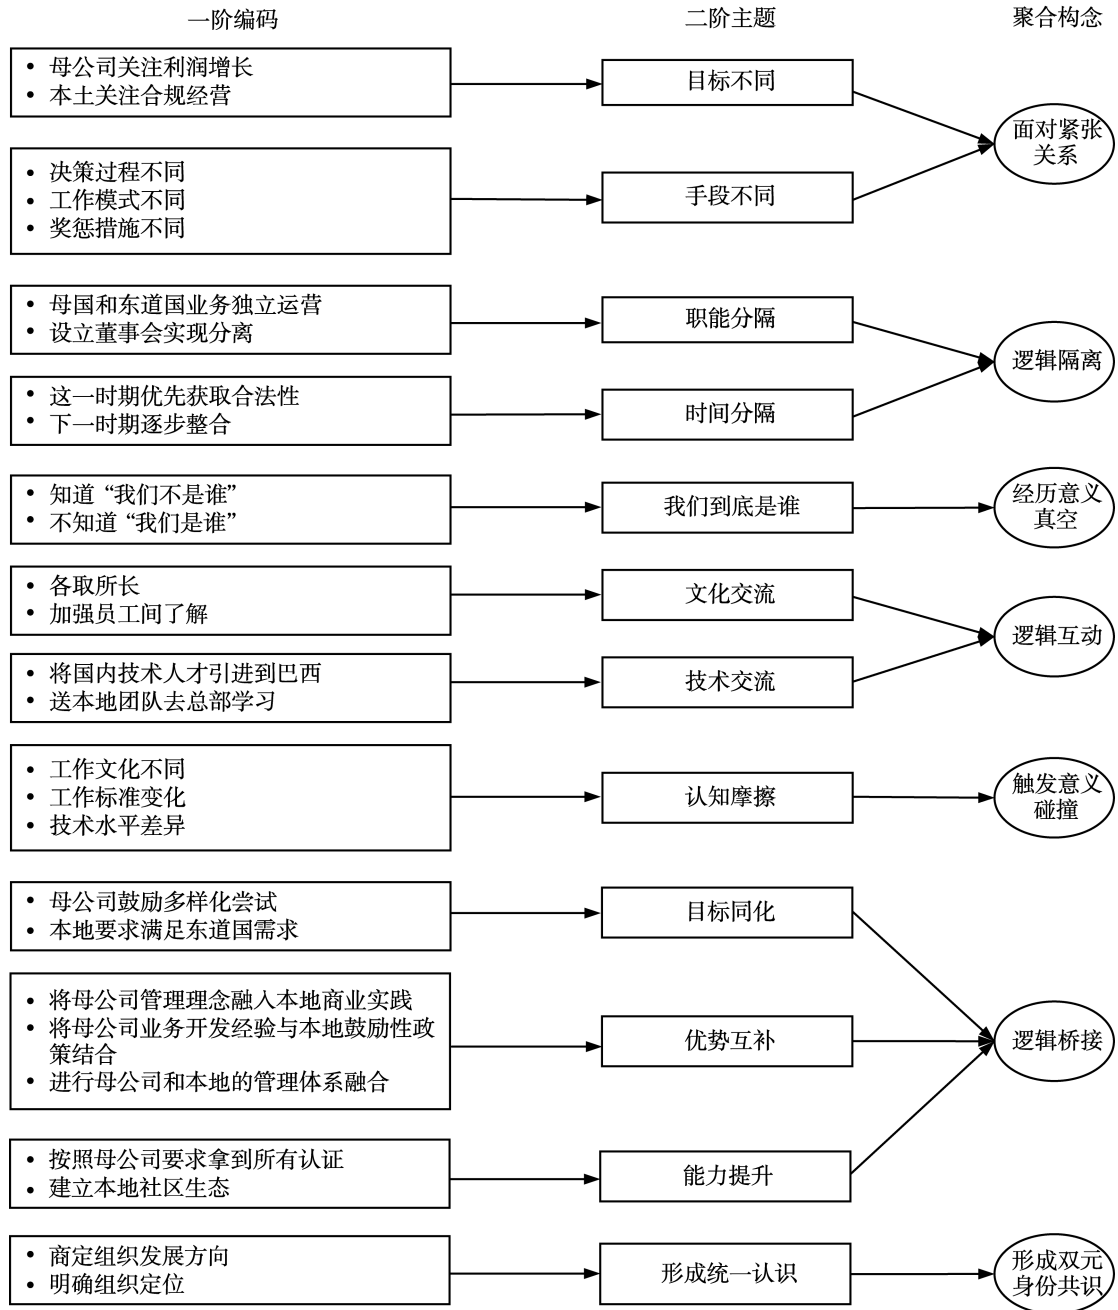 一阶编码
二阶主题
聚合构念
• 母公司关注利润增长
• 本土关注合规经营
目标不同
• 决策过程不同
• 工作模式不同
• 奖惩措施不同
手段不同
面对紧张
关系
• 母国和东道国业务独立运营
• 设立董事会实现分离
职能分隔
• 这一时期优先获取合法性
• 下一时期逐步整合
时间分隔
逻辑隔离
• 知道“我们不是谁”
• 不知道“我们是谁”
我们到底是谁
经历意义
真空
• 各取所长
• 加强员工间了解
文化交流
• 将国内技术人才引进到巴西
• 送本地团队去总部学习
技术交流
逻辑互动
• 工作文化不同
• 工作标准变化
• 技术水平差异
认知摩擦
触发意义
碰撞
• 母公司鼓励多样化尝试
• 本地要求满足东道国需求
目标同化
• 将母公司管理理念融入本地商业实践
• 将母公司业务开发经验与本地鼓励性政
策结合
• 进行母公司和本地的管理体系融合
优势互补
• 按照母公司要求拿到所有认证
• 建立本地社区生态
能力提升
逻辑桥接
• 商定组织发展方向
• 明确组织定位
形成统一认识
形成双元
身份共识